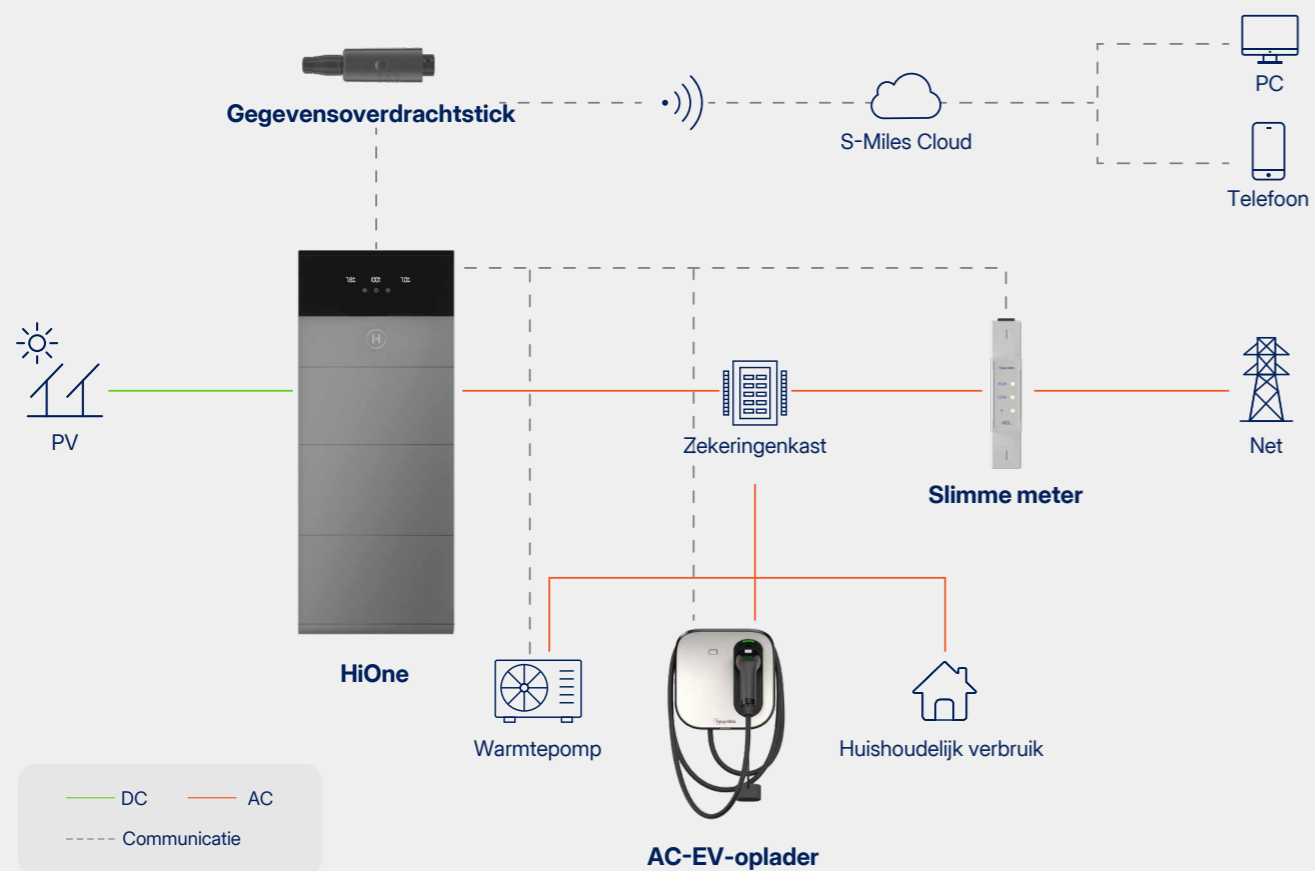 PC
Gegevensoverdrachtstick
S-Miles Cloud
Telefoon
H
PV
Zekeringenkast
Net
Slimme meter
HiOne
Warmtepomp
Huishoudelijk verbruik
DC
AC
Communicatie
AC-EV-oplader